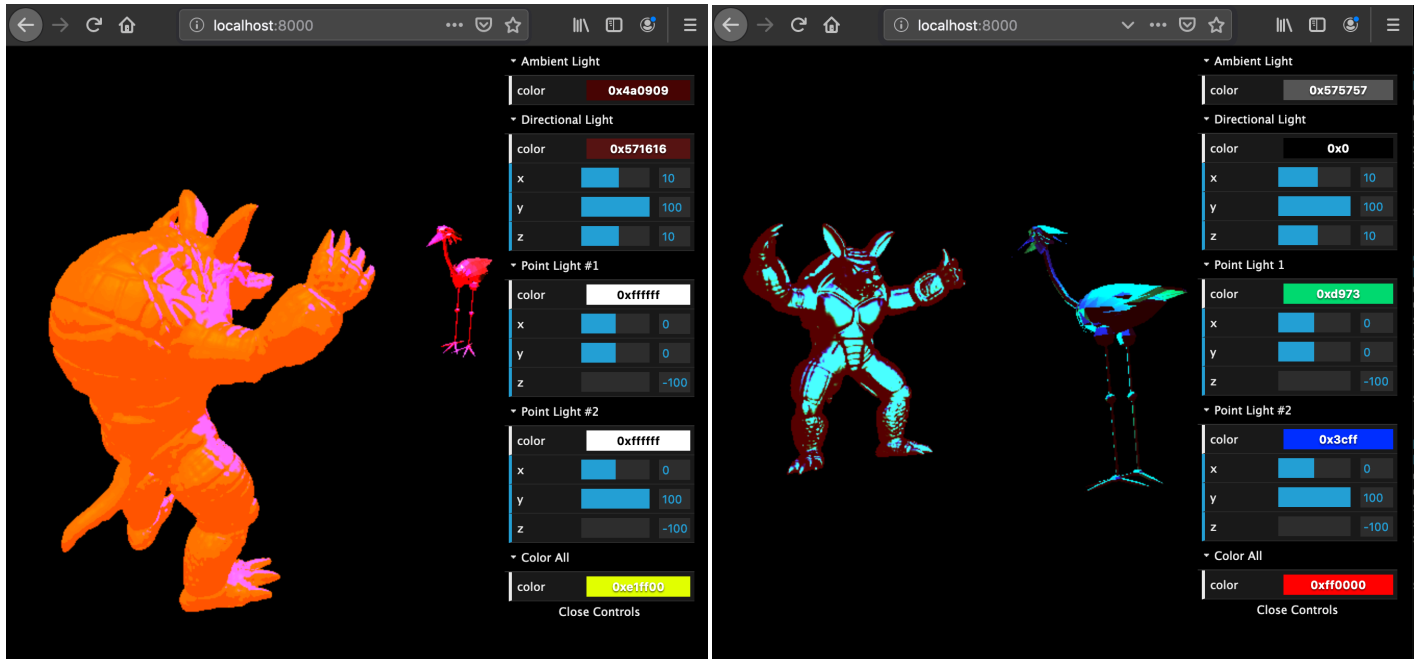 localhost:8000
Ambient Light
color 0x4a0909
Directional Light
color 0x571616
x 10
y 100
z 10
Point Light #1
color 0xffffff
x 0
y 0
z -100
Point Light #2
color 0xffffff
x 0
y 100
z -100
Color All
color 0xe1ff00
Close Controls
localhost:8000
Ambient Light
color 0x575757
Directional Light
color 0x0
x 10
y 100
z 10
Point Light 1
color 0xd973
x 0
y 0
z -100
Point Light #2
color 0x3cff
x 0
y 100
z -100
Color All
color 0xff0000
Close Controls